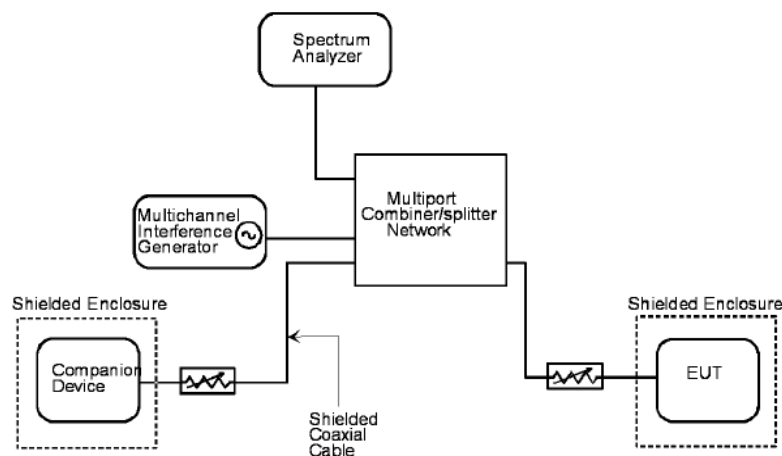 Spectrum
Analyzer
Multiport
Combiner/splitter
Network
Multichannel
Interference
Generator
Shielded Enclosure
Shielded Enclosure
Companion
Device
EUT
Shielded
Coaxial
Cable